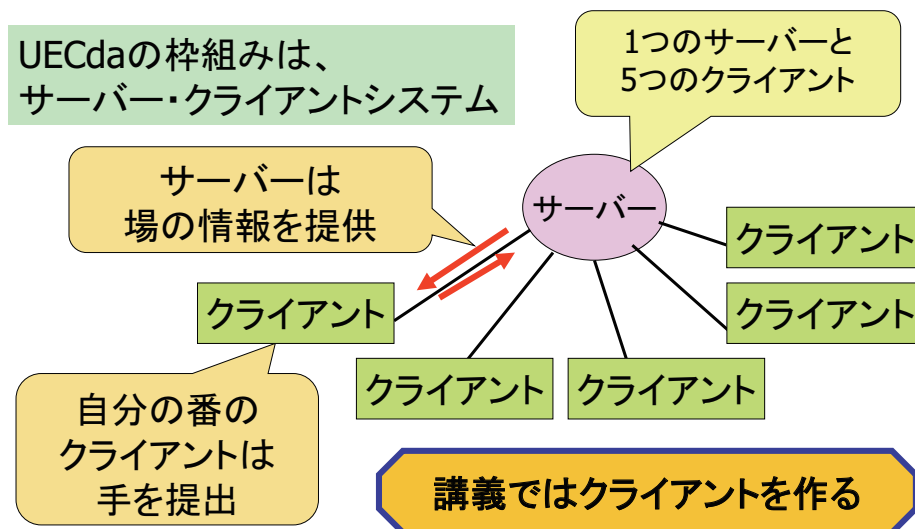 UECdaの枠組みは、
サーバー・クライアントシステム
1つのサーバーと
5つのクライアント
サーバーは
場の情報を提供
サーバー
クライアント
クライアント
クライアント
クライアント
クライアント
自分の番の
クライアントは
手を提出
講義ではクライアントを作る